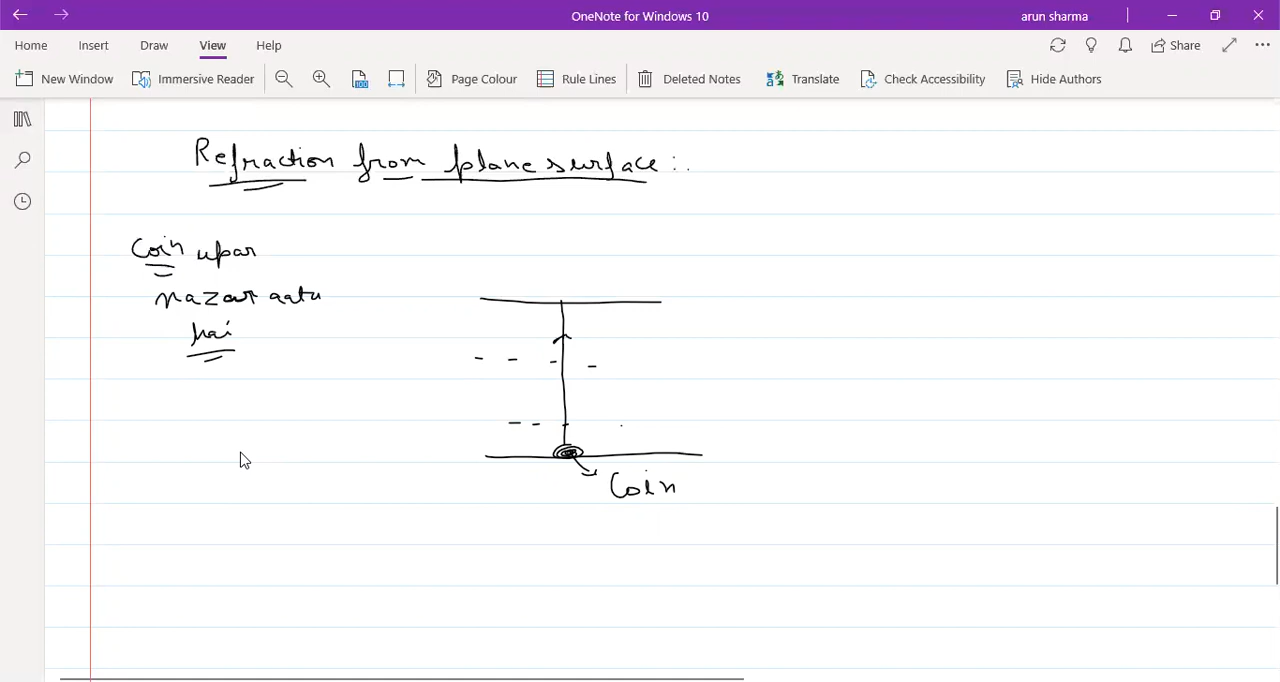 OneNote for Windows 10
arun sharma
Home Insert Draw View Help
Share
New Window Immersive Reader Page Colour Rule Lines Deleted Notes Translate Check Accessibility Hide Authors
Refraction from plane surface :.
Coin upar
nazar aata
hai
Coin